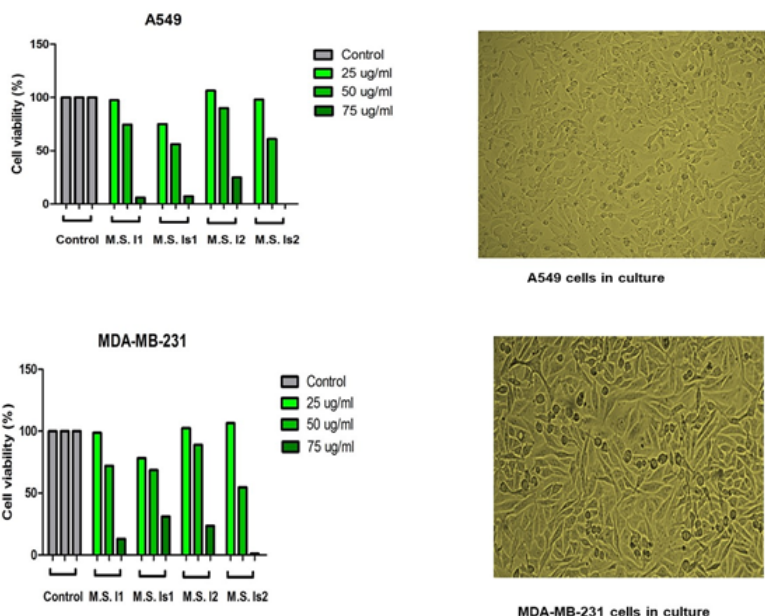 A549
150
100
50
0
Cell viability (%)
Control
25 ug/ml
50 ug/ml
75 ug/ml
Control M.S. I1 M.S. Is1 M.S. I2 M.S. Is2
A549 cells in culture
MDA-MB-231
150
100
50
0
Cell viability (%)
Control
25 ug/ml
50 ug/ml
75 ug/ml
Control M.S. I1 M.S. Is1 M.S. I2 M.S. Is2
MDA-MB-231 cells in culture